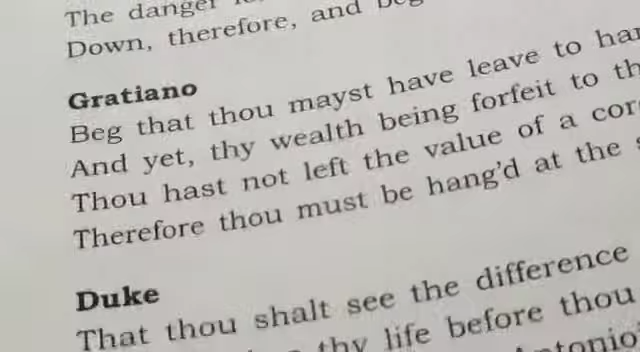 The danger
Down, therefore, and
Gratiano
Beg that thou mayst have leave to
And yet, thy wealth being forfeit to
Thou hast not left the value of a
Therefore thou must be hang'd at the
Duke
That thou shalt see the difference
thy life before thou